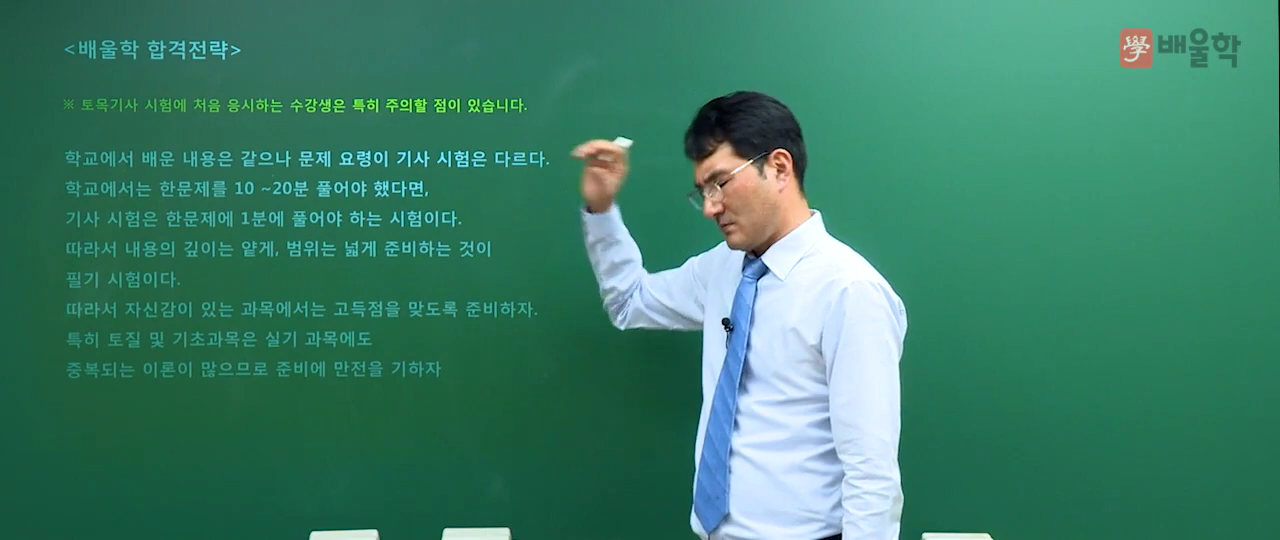 <배울학 합격전략>
學 배울학
※ 토목기사 시험에 처음 응시하는 수강생은 특히 주의할 점이 있습니다.
학교에서 배운 내용은 같으나 문제 요령이 기사 시험은 다르다.
학교에서는 한문제를 10 ~20분 풀어야 했다면,
기사 시험은 한문제에 1분에 풀어야 하는 시험이다.
따라서 내용의 깊이는 얕게, 범위는 넓게 준비하는 것이
필기 시험이다.
따라서 자신감이 있는 과목에서는 고득점을 맞도록 준비하자.
특히 토질 및 기초과목은 실기 과목에도
중복되는 이론이 많으므로 준비에 만전을 기하자